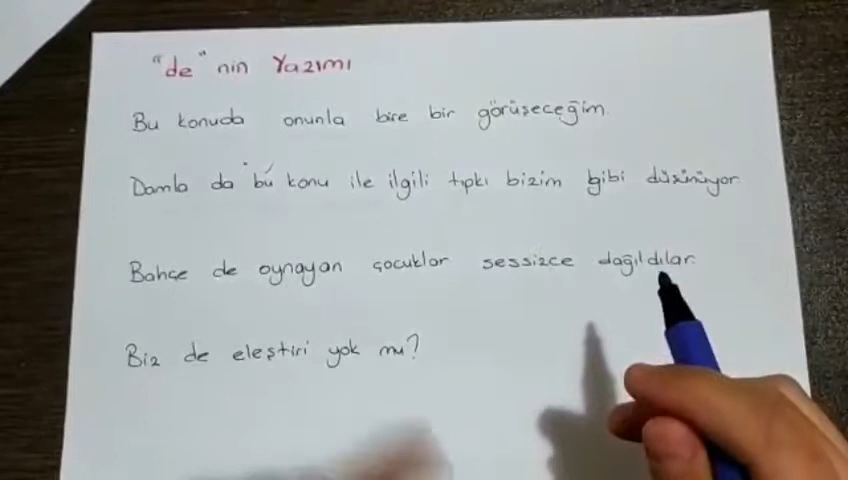 "de" nin Yazımı
Bu konuda onunla bire bir görüşeceğim.
Damla da bu konu ile ilgili tıpkı bizim gibi düşünüyor.
Bahçe de oynayan çocuklar sessizce dağıldılar.
Biz de eleştiri yok mu?